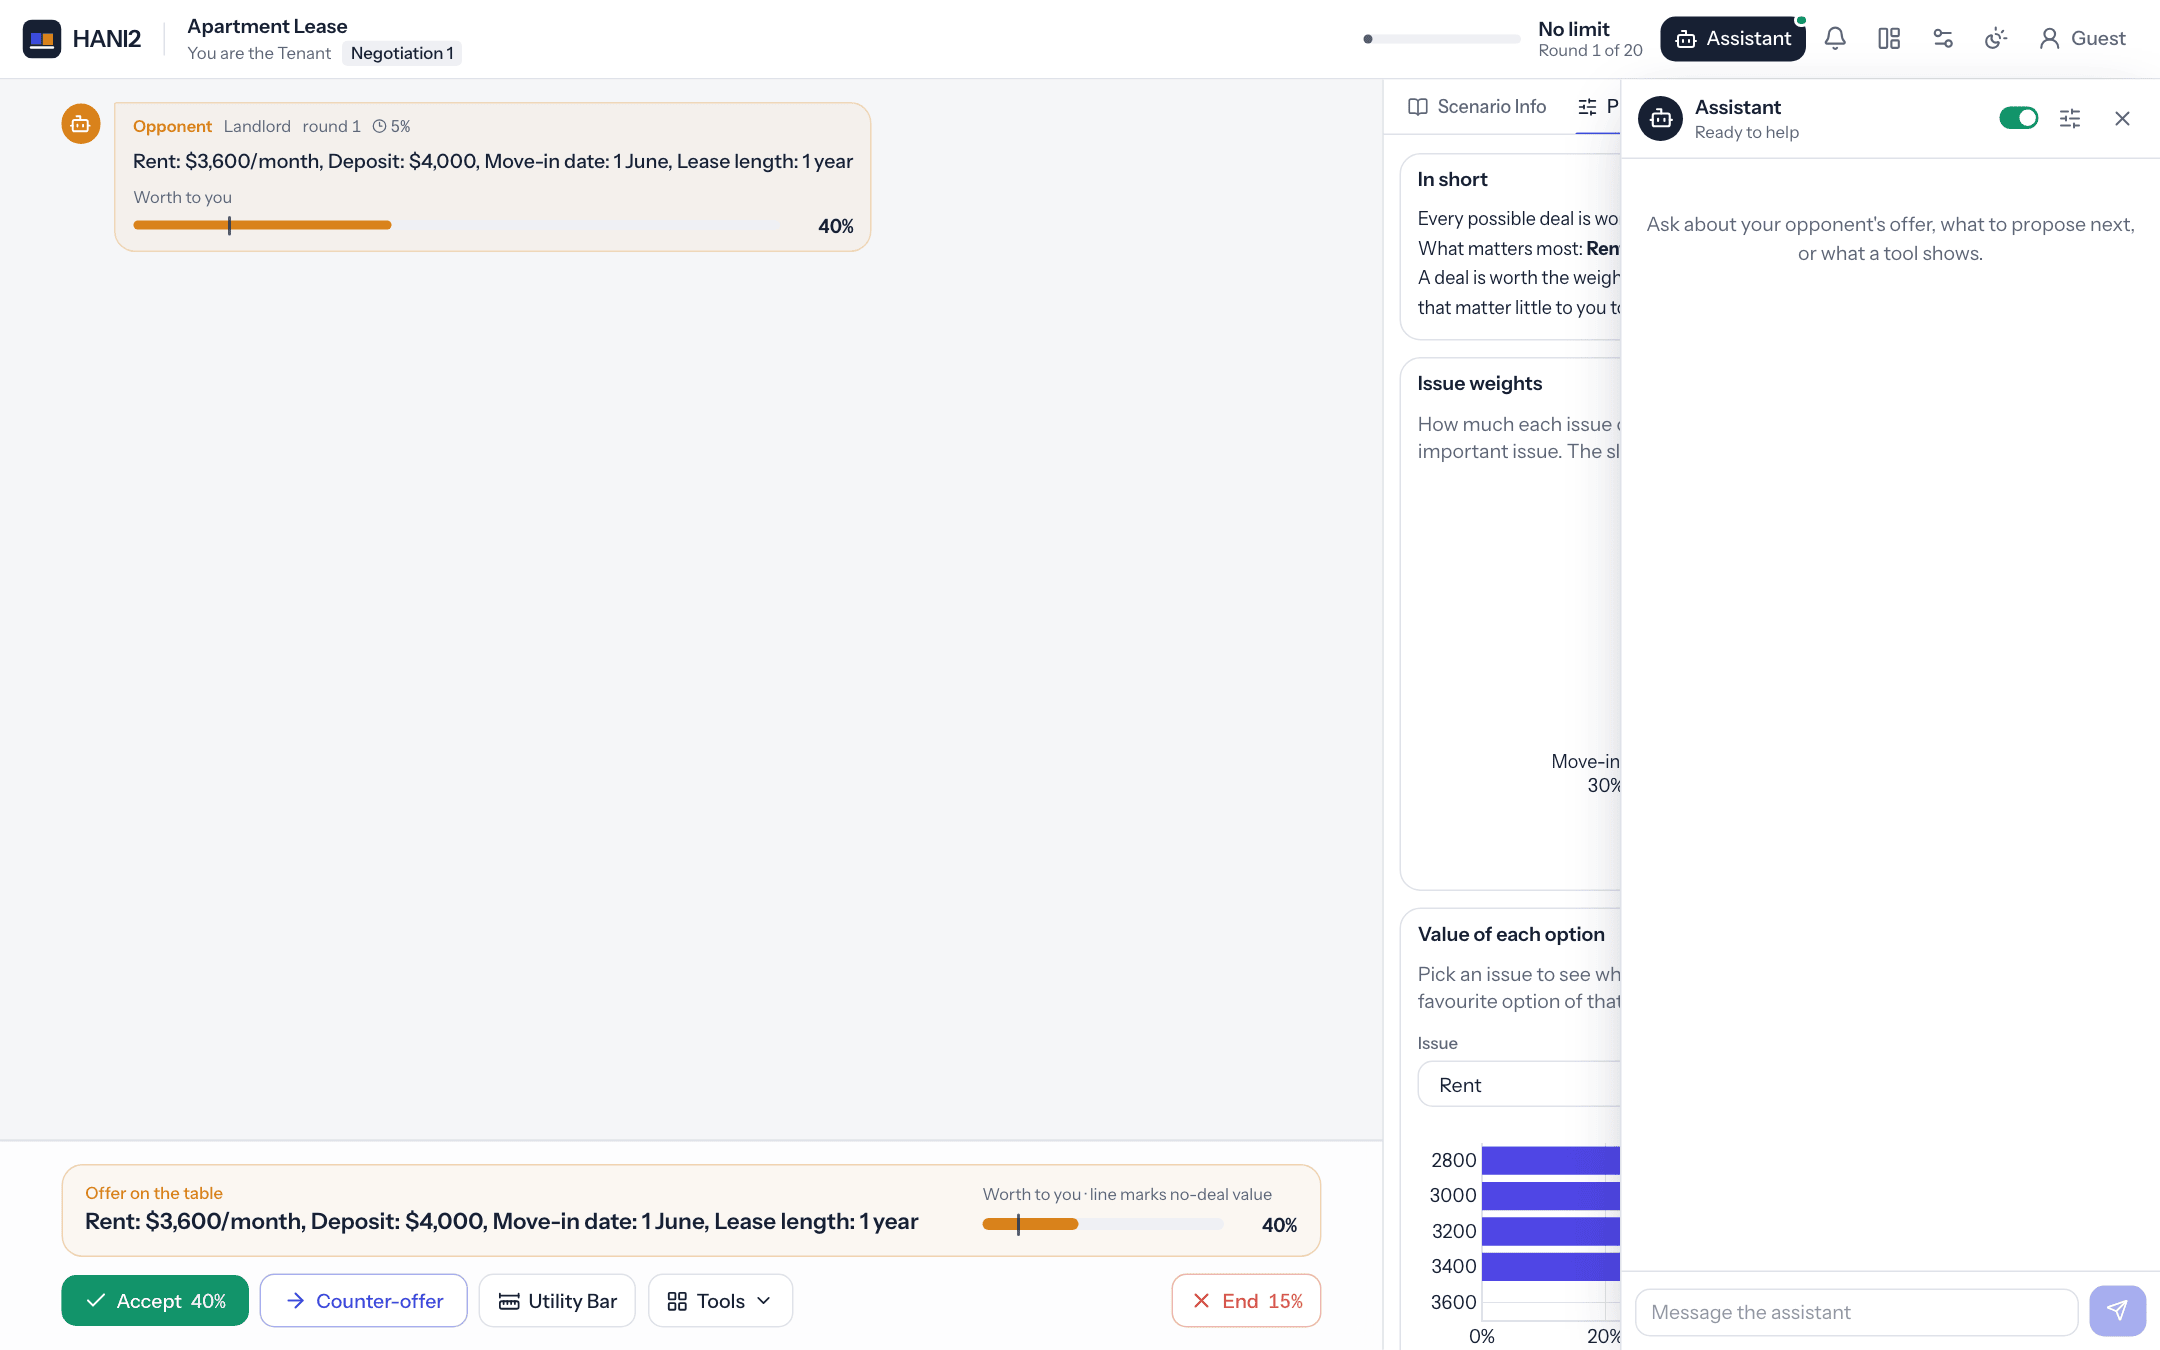 HANI2
Apartment Lease
You are the Tenant Negotiation 1
No limit
Round 1 of 20
Assistant
Guest
Opponent Landlord round 1 5%
Rent: $3,600/month, Deposit: $4,000, Move-in date: 1 June, Lease length: 1 year
Worth to you
40%
Scenario Info P
In short
Every possible deal is wo
What matters most: Ren
A deal is worth the weigh
that matter little to you to
Issue weights
How much each issue c
important issue. The sl
Move-in
30%
Value of each option
Pick an issue to see wh
favourite option of that
Issue
Rent
2800
3000
3200
3400
3600
0% 20%
Assistant
Ready to help
Ask about your opponent's offer, what to propose next,
or what a tool shows.
Message the assistant
Offer on the table
Rent: $3,600/month, Deposit: $4,000, Move-in date: 1 June, Lease length: 1 year
Worth to you · line marks no-deal value
40%
Accept 40%
Counter-offer
Utility Bar
Tools
End 15%